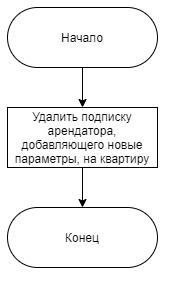 Начало
Удалить подписку
арендатора,
добавляющего новые
параметры, на квартиру
Конец